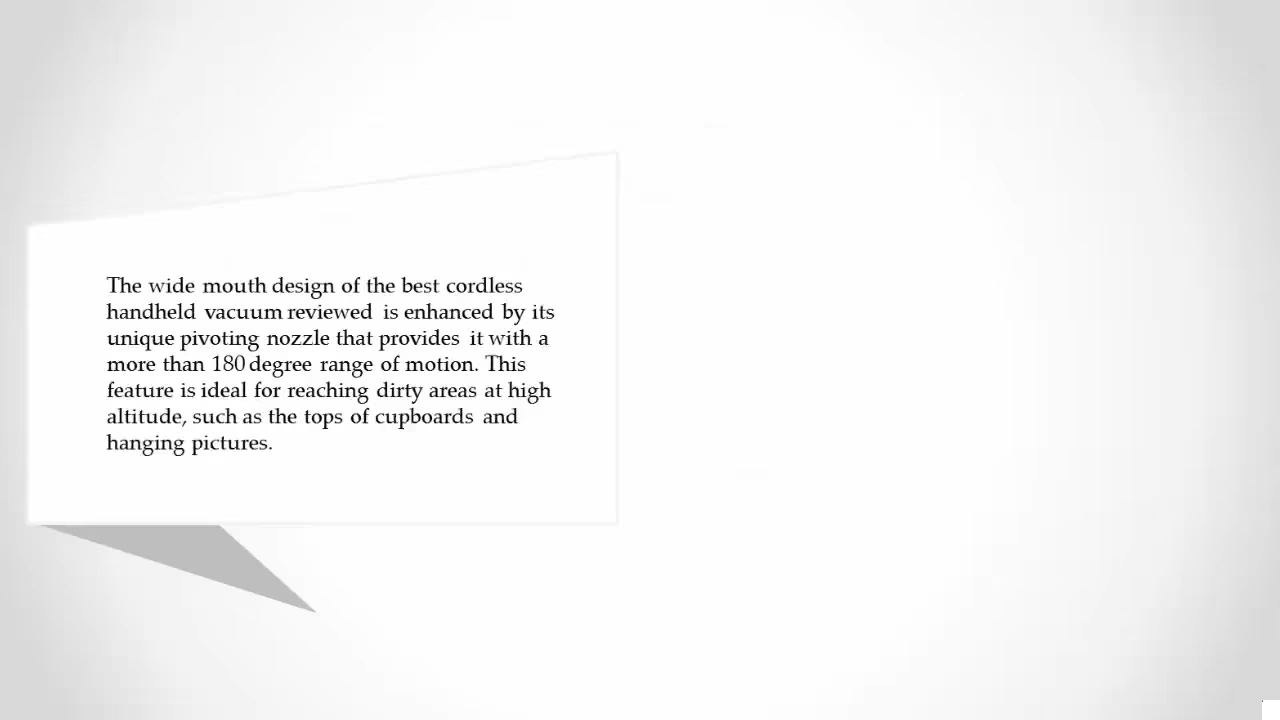 The wide mouth design of the best cordless
handheld vacuum reviewed is enhanced by its
unique pivoting nozzle that provides it with a
more than 180 degree range of motion. This
feature is ideal for reaching dirty areas at high
altitude, such as the tops of cupboards and
hanging pictures.